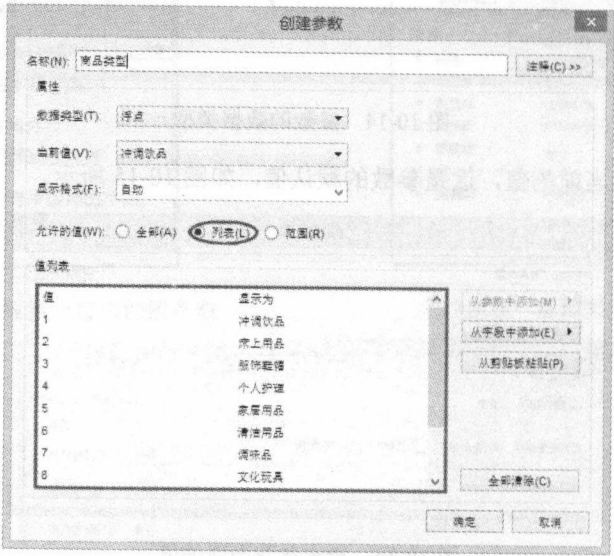 创建参数
名称(N): 商品类型 注释(C) >>
属性
数据类型(T): 浮点
当前值(V): 冲调饮品
显示格式(F): 自动
允许的值(W): 全部(A) 列表(L) 范围(R)
值列表
值 显示为
1 冲调饮品
2 床上用品
3 服饰鞋帽
4 个人护理
5 家居用品
6 清洁用品
7 调味品
8 文化玩具
从参数中添加(M)
从字段中添加(E)
从剪贴板粘贴(P)
全部清除(C)
确定 取消